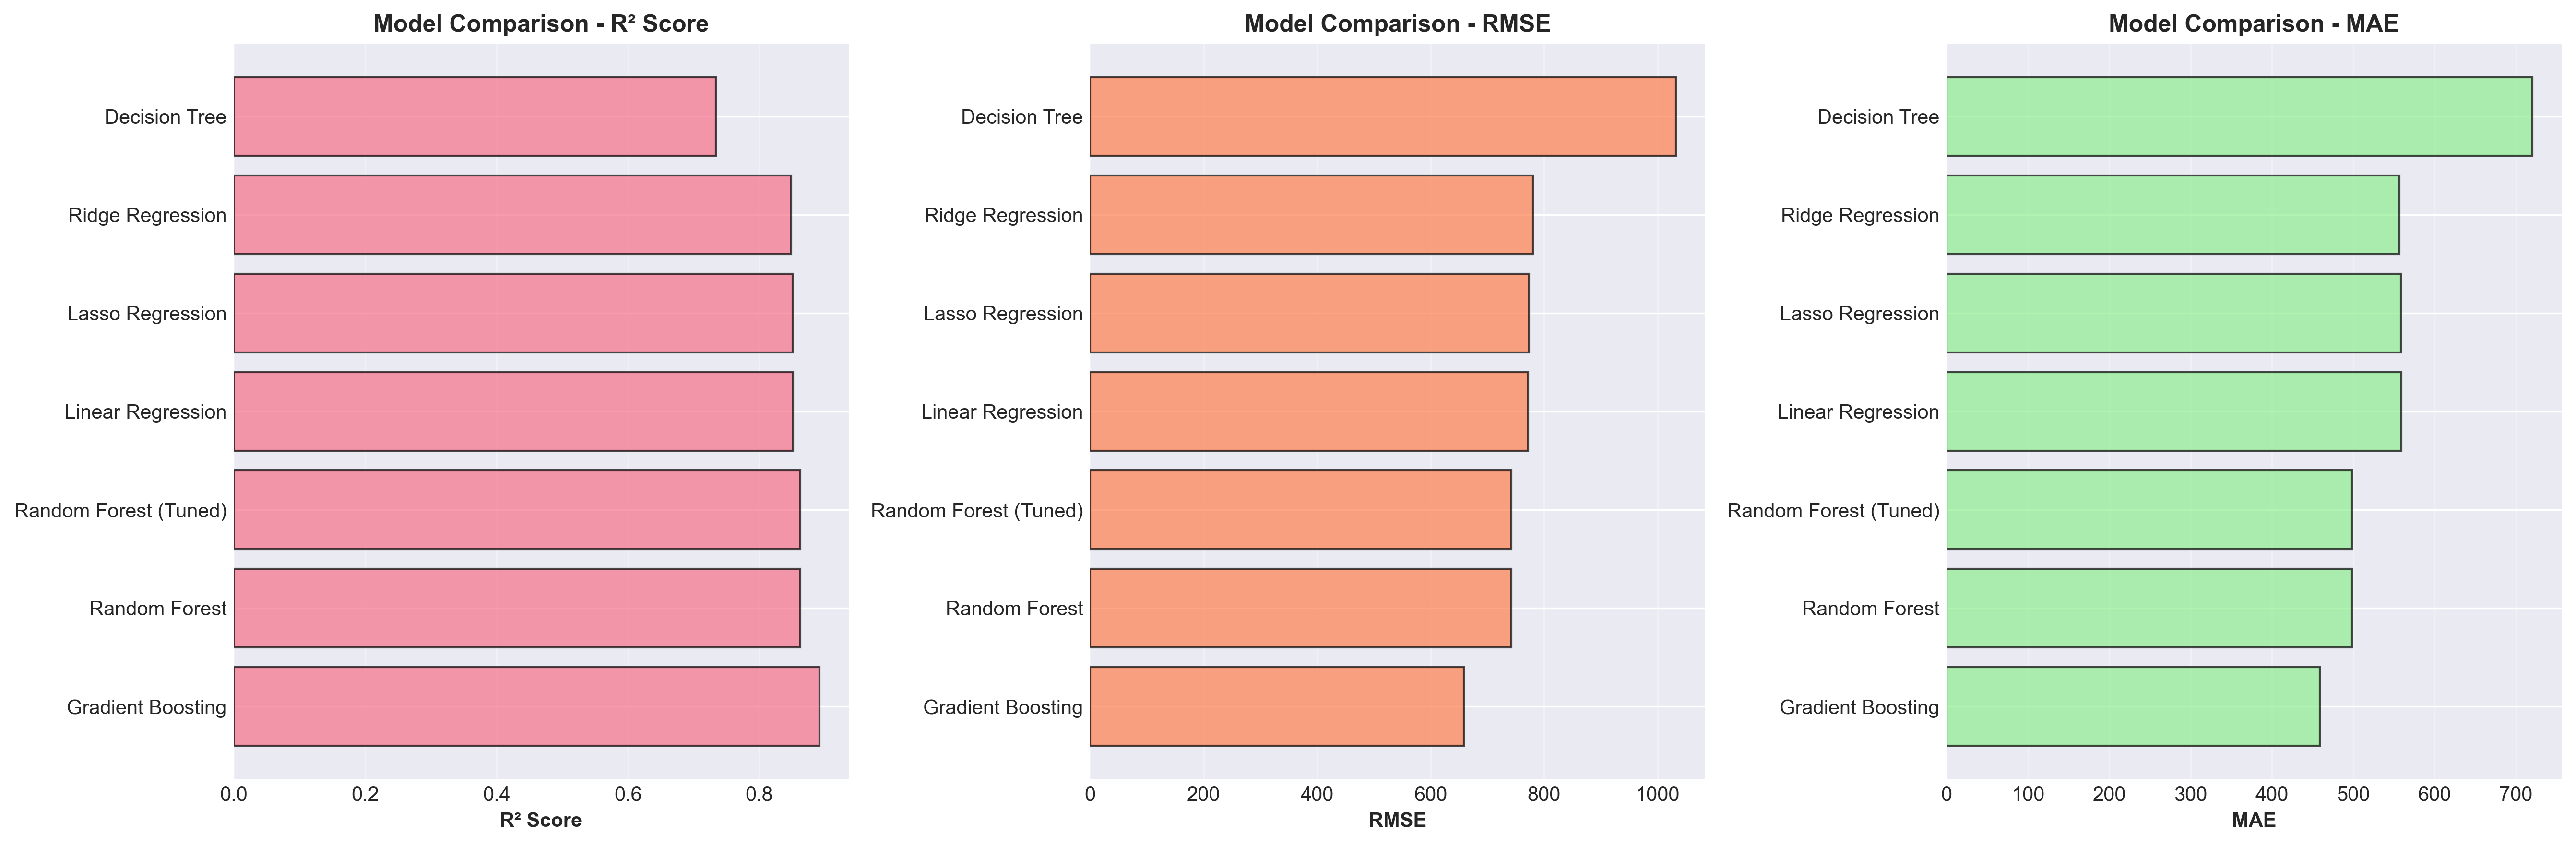 Model Comparison - R² Score
Decision Tree
Ridge Regression
Lasso Regression
Linear Regression
Random Forest (Tuned)
Random Forest
Gradient Boosting
0.0 0.2 0.4 0.6 0.8
R² Score
Model Comparison - RMSE
Decision Tree
Ridge Regression
Lasso Regression
Linear Regression
Random Forest (Tuned)
Random Forest
Gradient Boosting
0 200 400 600 800 1000
RMSE
Model Comparison - MAE
Decision Tree
Ridge Regression
Lasso Regression
Linear Regression
Random Forest (Tuned)
Random Forest
Gradient Boosting
0 100 200 300 400 500 600 700
MAE